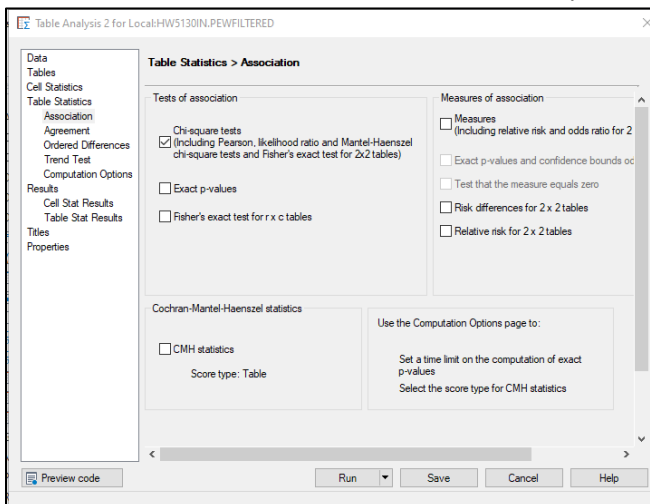 Table Analysis 2 for Local:HW5130IN.PEWFILTERED
Data
Tables
Cell Statistics
Table Statistics
Association
Agreement
Ordered Differences
Trend Test
Computation Options
Results
Cell Stat Results
Table Stat Results
Titles
Properties
Table Statistics > Association
Tests of association
Chi-square tests
(Including Pearson, likelihood ratio and Mantel-Haenszel
chi-square tests and Fisher's exact test for 2x2 tables)
Exact p-values
Fisher's exact test for r x c tables
Measures of association
Measures
(Including relative risk and odds ratio for 2
Exact p-values and confidence bounds oc
Test that the measure equals zero
Risk differences for 2 x 2 tables
Relative risk for 2 x 2 tables
Cochran-Mantel-Haenszel statistics
CMH statistics
Score type: Table
Use the Computation Options page to:
Set a time limit on the computation of exact
p-values
Select the score type for CMH statistics
Preview code
Run
Save
Cancel
Help